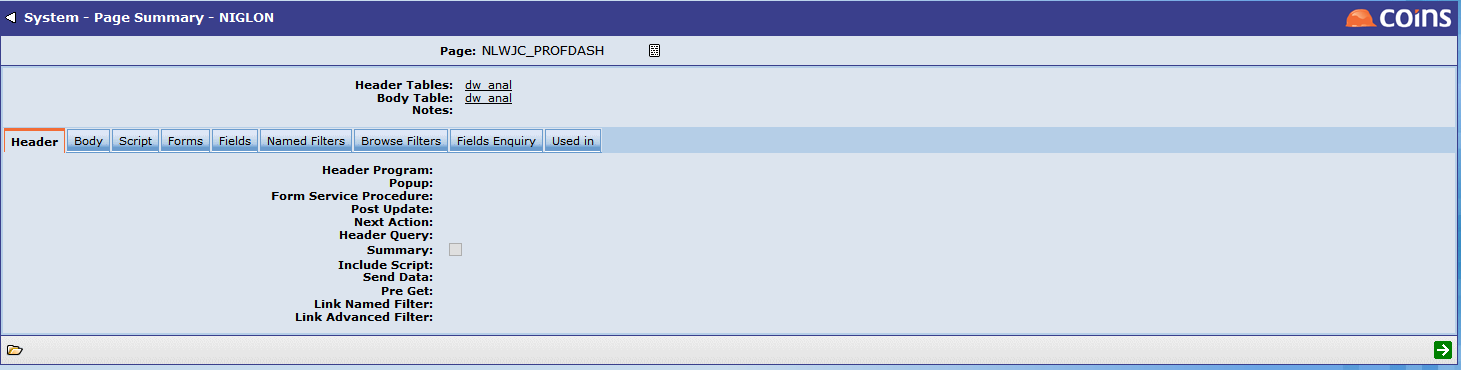 System - Page Summary - NIGLON
coins
Page: NLWJC_PROFDASH
Header Tables: dw_anal
Body Table: dw_anal
Notes:
Header Body Script Forms Fields Named Filters Browse Filters Fields Enquiry Used in
Header Program:
Popup:
Form Service Procedure:
Post Update:
Next Action:
Header Query:
Summary:
Include Script:
Send Data:
Pre Get:
Link Named Filter:
Link Advanced Filter: